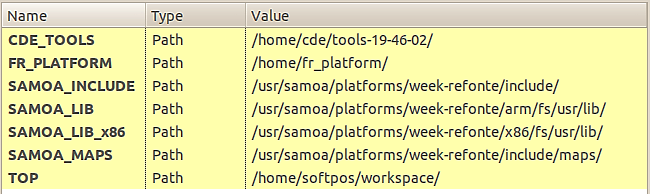 Name Type Value
CDE_TOOLS Path /home/cde/tools-19-46-02/
FR_PLATFORM Path /home/fr_platform/
SAMOA_INCLUDE Path /usr/samoa/platforms/week-refonte/include/
SAMOA_LIB Path /usr/samoa/platforms/week-refonte/arm/fs/usr/lib/
SAMOA_LIB_x86 Path /usr/samoa/platforms/week-refonte/x86/fs/usr/lib/
SAMOA_MAPS Path /usr/samoa/platforms/week-refonte/include/maps/
TOP Path /home/softpos/workspace/